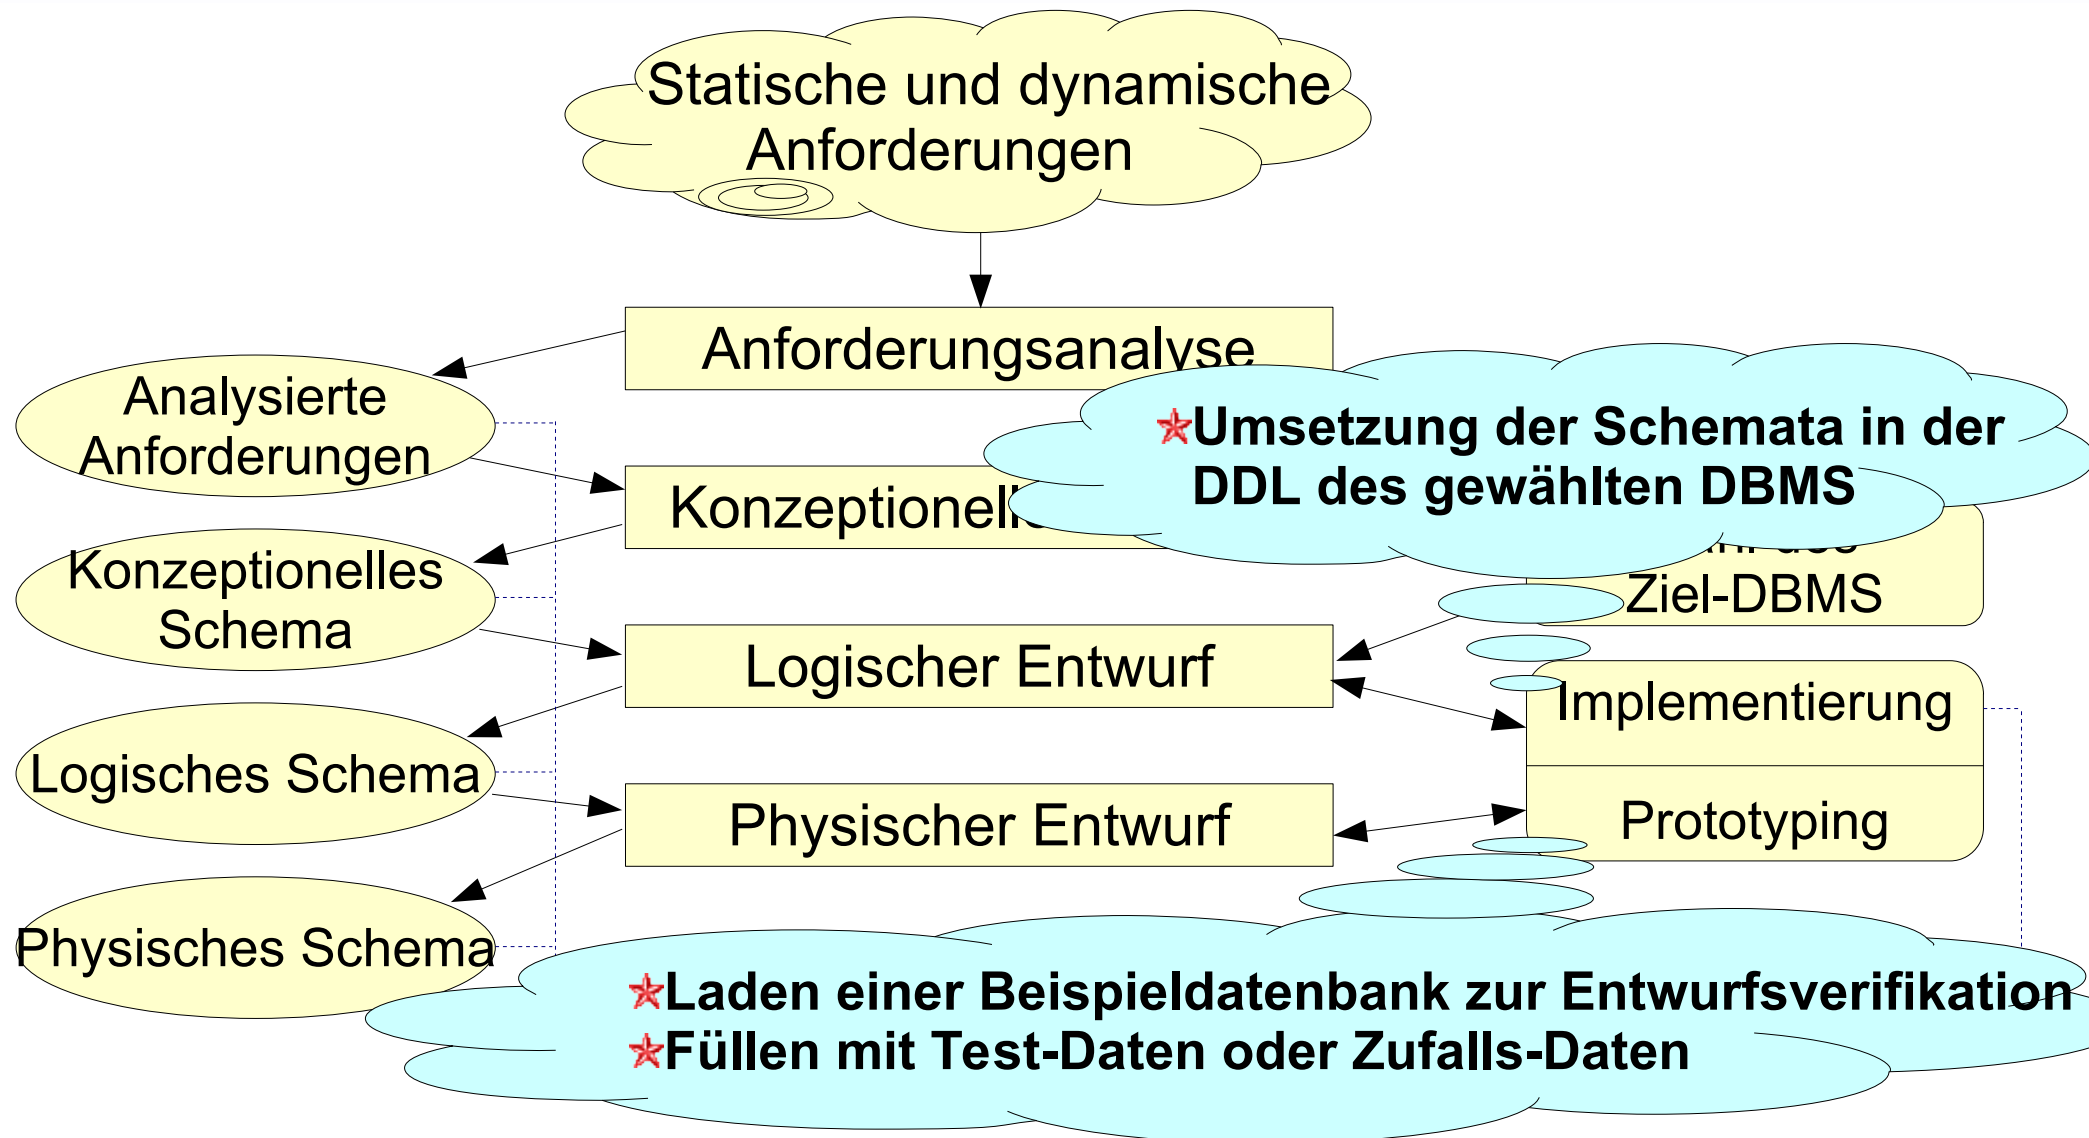 Statische und dynamische
Anforderungen
Anforderungsanalyse
Analysierte
Anforderungen
★Umsetzung der Schemata in der
DDL des gewählten DBMS
Konzeptionelles
Schema
des
Ziel-DBMS
Logischer Entwurf
Implementierung
Logisches Schema
Physischer Entwurf
Prototyping
Physisches Schema
★Laden einer Beispieldatenbank zur Entwurfsverifikation
★Füllen mit Test-Daten oder Zufalls-Daten